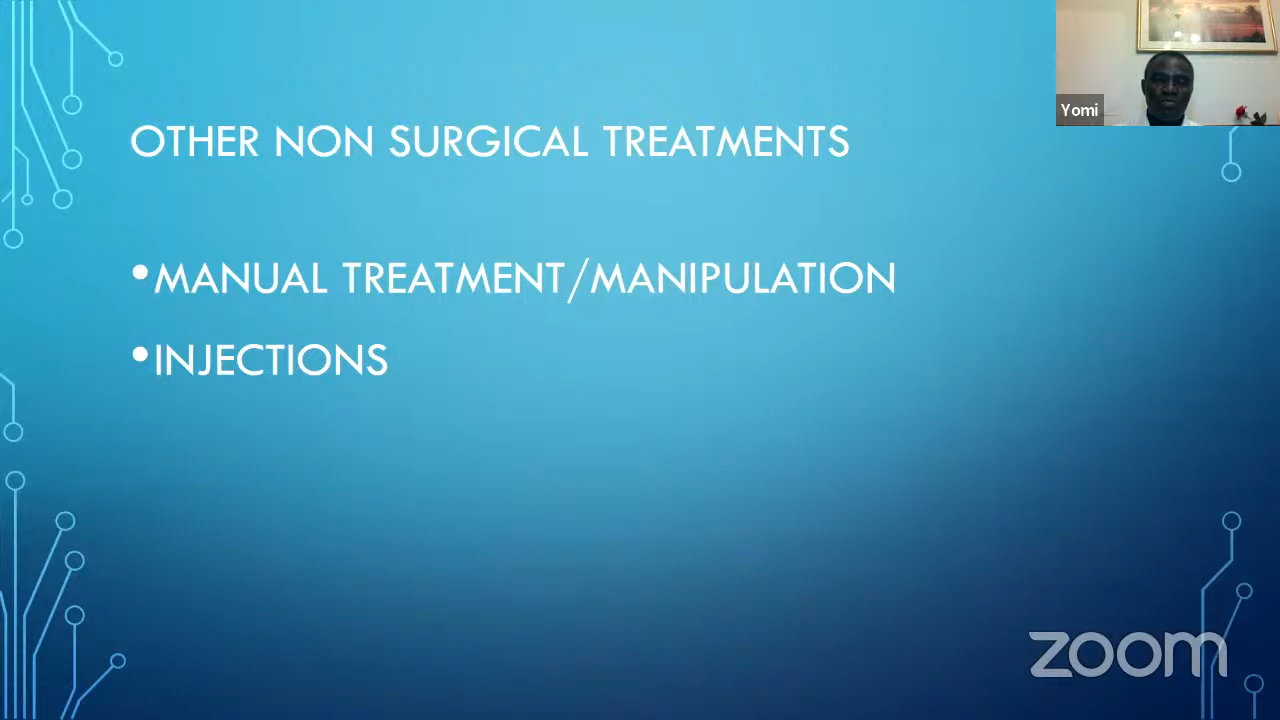 Yomi
OTHER NON SURGICAL TREATMENTS
•MANUAL TREATMENT/MANIPULATION
•INJECTIONS
zoom